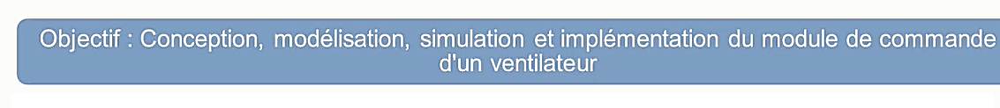 Objectif : Conception, modélisation, simulation et implémentation du module de commande
d'un ventilateur